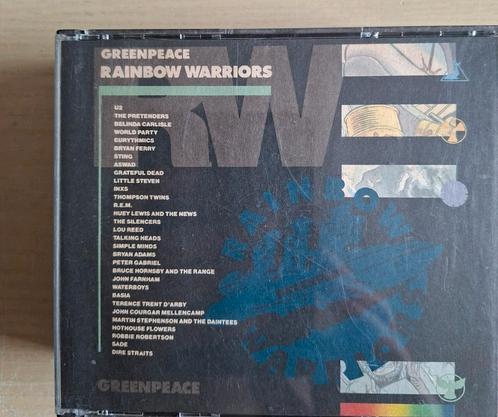 GREENPEACE
RAINBOW WARRIORS
RW
U2
THE PRETENDERS
BELINDA CARLISLE
WORLD PARTY
EURYTHMICS
BRYAN FERRY
STING
ASWAD
GRATEFUL DEAD
LITTLE STEVEN
INXS
THOMPSON TWINS
R.E.M.
HUEY LEWIS AND THE NEWS
THE SILENCERS
LOU REED
TALKING HEADS
SIMPLE MINDS
BRYAN ADAMS
PETER GABRIEL
BRUCE HORNSBY AND THE RANGE
JOHN FARNHAM
WATERBOYS
BASIA
TERENCE TRENT D'ARBY
JOHN COURGAR MELLENCAMP
MARTIN STEPHENSON AND THE DAINTEES
HOTHOUSE FLOWERS
ROBBIE ROBERTSON
SADE
DIRE STRAITS
RAINBOW
GREENPEACE